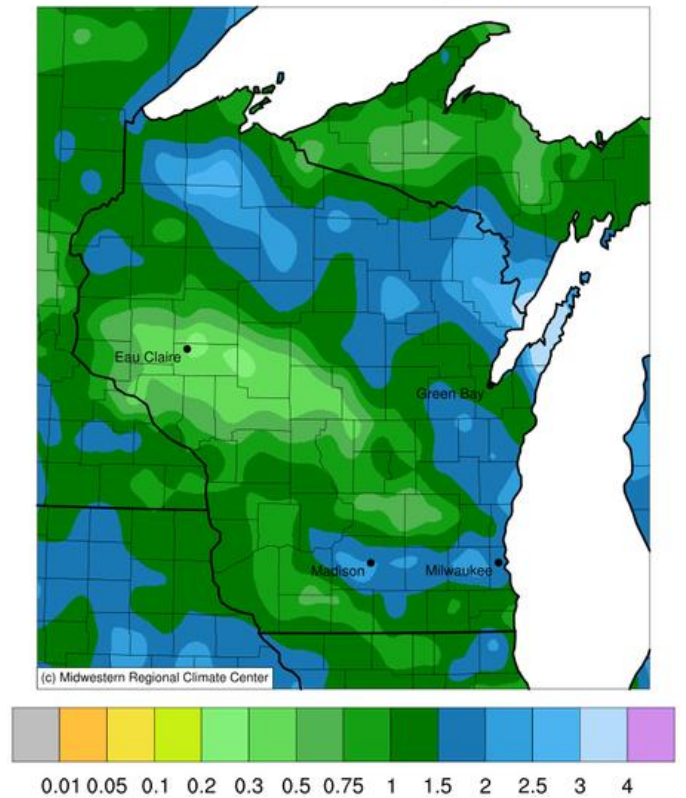 Eau Claire
Green Bay
Madison Milwaukee
(c) Midwestern Regional Climate Center
0.01 0.05 0.1 0.2 0.3 0.5 0.75 1 1.5 2 2.5 3 4